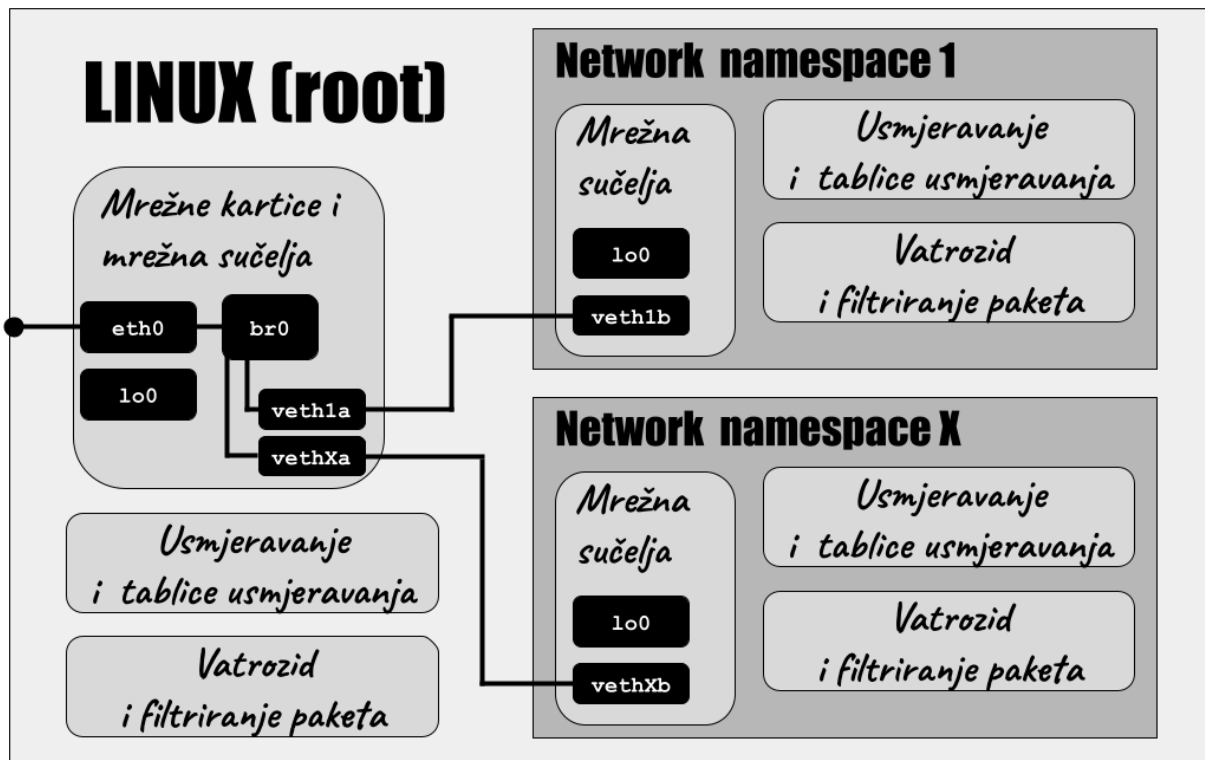 LINUX (root)
Mrežne kartice i
mrežna sučelja
eth0
br0
lo0
veth1a
vethXa
Usmjeravanje
i tablice usmjeravanja
Vatrozid
i filtriranje paketa
Network namespace 1
Mrežna
sučelja
lo0
veth1b
Usmjeravanje
i tablice usmjeravanja
Vatrozid
i filtriranje paketa
Network namespace X
Mrežna
sučelja
lo0
vethXb
Usmjeravanje
i tablice usmjeravanja
Vatrozid
i filtriranje paketa